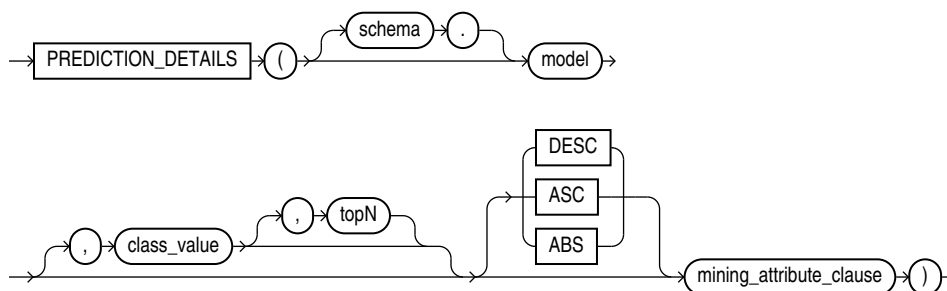 schema .
PREDICTION_DETAILS ( model
DESC
, topN ASC
, class_value ABS
mining_attribute_clause )